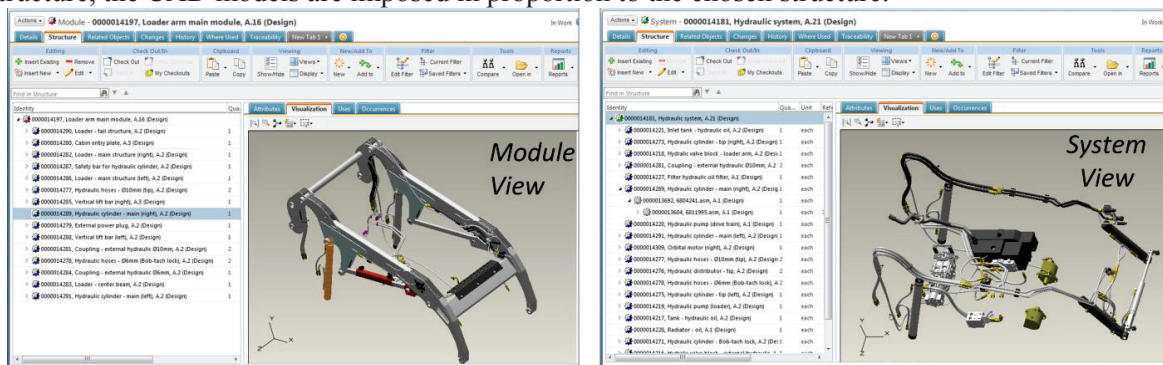 structure, the CAD models are imposed in proportion to the chosen structure.
Actions Module - 0000014197, Loader arm main module, A.16 (Design)
In Work
Details Structure Related Objects Changes History Where Used Traceability New Tab 1
Editing Check Out/In Clipboard Viewing New/Add To Filter Tools Reports
Insert Existing Remove Check Out Views Current Filter
Insert New Edit My Checkouts Paste Copy Show/Hide Display New Add to Edit Filter Saved Filters Compare Open in Reports
Find in Structure
Identity Qua
Attributes Visualization Uses Occurrences
0000014197, Loader arm main module, A.16 (Design)
0000014290, Loader - tail structure, A.2 (Design) 1
0000014280, Cabin entry plate, A.3 (Design) 1
0000014282, Loader - main structure (right), A.2 (Design) 1
0000014287, Safety bar for hydraulic cylinder, A.2 (Design) 1
0000014286, Loader - main structure (left), A.2 (Design) 1
0000014277, Hydraulic hoses - Ø10mm (tip), A.2 (Design) 2
0000014285, Vertical lift bar (right), A.3 (Design) 1
0000014289, Hydraulic cylinder - main (right), A.2 (Design) 1
0000014279, External power plug, A.2 (Design) 1
0000014288, Vertical lift bar (left), A.2 (Design) 1
0000014281, Coupling - external hydraulic Ø10mm, A.2 (Design) 2
0000014278, Hydraulic hoses - Ø6mm (Bob-tach lock), A.2 (Design) 2
0000014284, Coupling - external hydraulic Ø6mm, A.2 (Design) 1
0000014283, Loader - center beam, A.2 (Design) 1
0000014291, Hydraulic cylinder - main (left), A.2 (Design) 1
Module
View
Y
X
Z
Actions System - 0000014181, Hydraulic system, A.21 (Design)
In Work
Details Structure Related Objects Changes History Where Used Traceability New Tab 1
Editing Check Out/In Clipboard Viewing New/Add To Filter Tools Reports
Insert Existing Remove Check Out Views Current Filter
Insert New Edit My Checkouts Paste Copy Show/Hide Display New Add to Edit Filter Saved Filters Compare Open in Reports
Find in Structure
Identity Qua... Unit Refe
Attributes Visualization Uses Occurrences
0000014181, Hydraulic system, A.21 (Design)
0000014221, Inlet tank - hydraulic oil, A.2 (Design) 1 each
0000014273, Hydraulic cylinder - tip (right), A.2 (Design) 1 each
0000014218, Hydralic valve block - loader arm, A.2 (Desi 1 each
0000014281, Coupling - external hydraulic Ø10mm, A.2 2 each
0000014227, Filter hydraulic oil filter, A.1 (Design) 1 each
0000014289, Hydraulic cylinder - main (right), A.2 (Desig 1 each
0000013692, 6804241.asm, A.1 (Design) 1 each
0000013604, 6811995.asm, A.1 (Design) 1 each
0000014220, Hydraulic pump (drive train), A.1 (Design) 1 each
0000014291, Hydraulic cylinder - main (left), A.2 (Design) 1 each
0000014309, Orbital motor (right), A.2 (Design) 1 each
0000014277, Hydraulic hoses - Ø10mm (tip), A.2 (Design) 2 each
0000014276, Hydraulic distributor - tip, A.2 (Design) 2 each
0000014278, Hydraulic hoses - Ø6mm (Bob-tach lock), A.2 2 each
0000014275, Hydraulic cylinder - tip (left), A.2 (Design) 1 each
0000014219, Hydraulic pump (loader), A.2 (Design) 1 each
0000014217, Tank - hydraulic oil, A.2 (Design) 1 each
0000014228, Radiator - oil, A.1 (Design) 1 each
0000014290, Hydraulic cylinder - Bob-tach lock, A.2 (De: 1 each
System
View
Y
X
Z